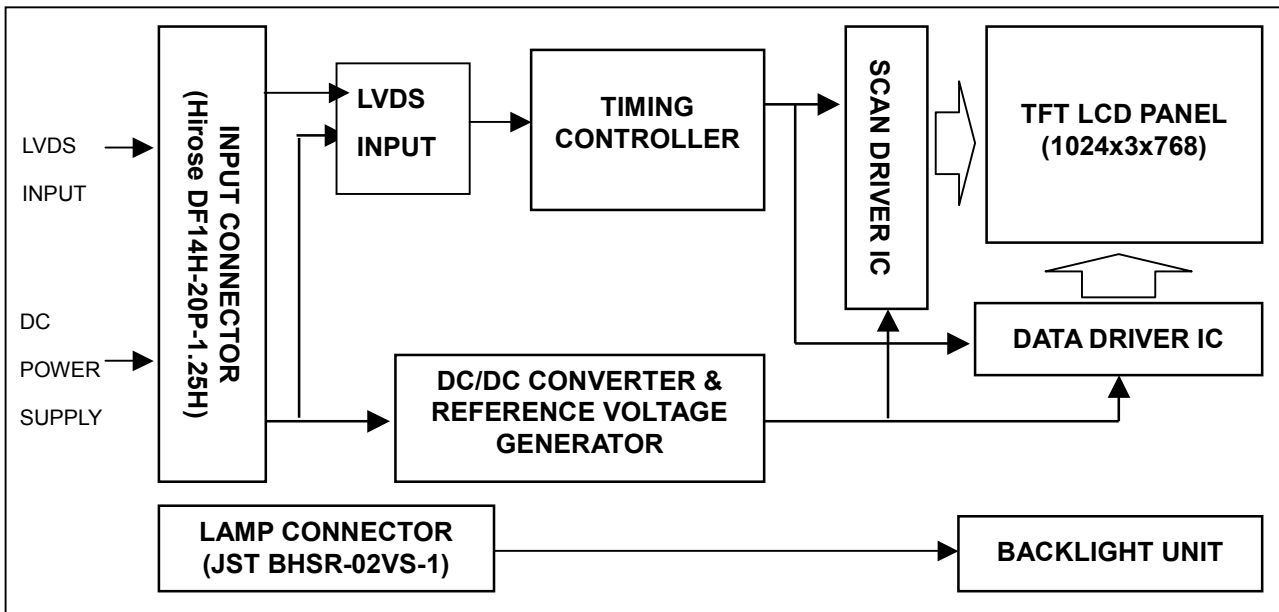 LVDS
INPUT
DC
POWER
SUPPLY
INPUT CONNECTOR
(Hirose DF14H-20P-1.25H)
LVDS
INPUT
TIMING
CONTROLLER
SCAN DRIVER IC
TFT LCD PANEL
(1024x3x768)
DATA DRIVER IC
DC/DC CONVERTER &
REFERENCE VOLTAGE
GENERATOR
LAMP CONNECTOR
(JST BHSR-02VS-1)
BACKLIGHT UNIT